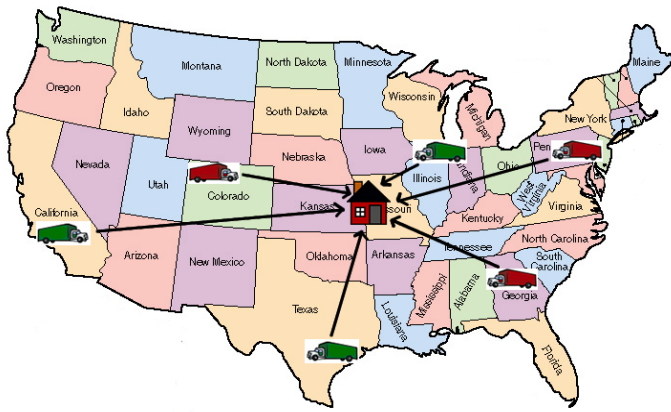 Washington
Montana
North Dakota
Minnesota
Maine
Oregon
Idaho
Wisconsin
Michigan
New York
South Dakota
Wyoming
Iowa
Pen
Nebraska
Nevada
Utah
Ohio
Illinois
Indiana
Colorado
West
Virginia
Virginia
California
Kansas
souri
Kentucky
North Carolina
Tennessee
Arizona
New Mexico
Oklahoma
Arkansas
South
Carolina
Mississippi
Alabama
Georgia
Texas
Louisiana
Florida